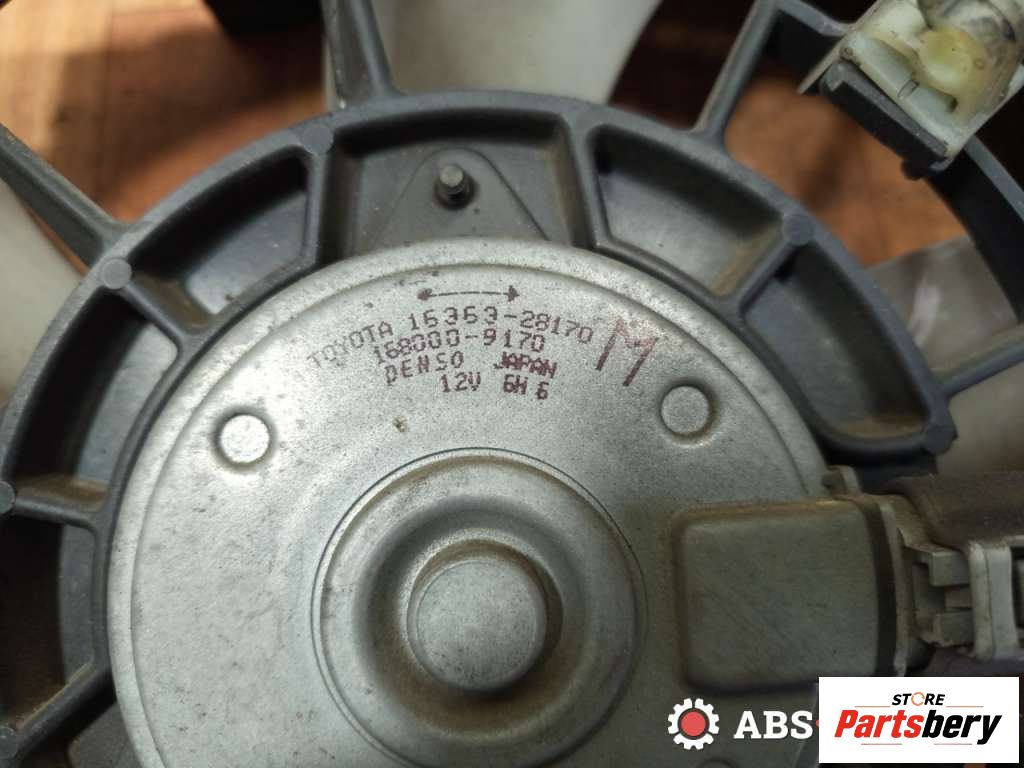 TOYOTA 16363-28170
168000-9170
DENSO JAPAN
12V 6H 6
M
ABS
STORE
Partsbery